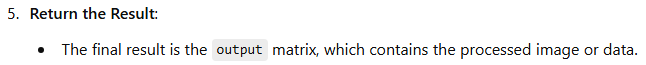 5. Return the Result:
• The final result is the output matrix, which contains the processed image or data.